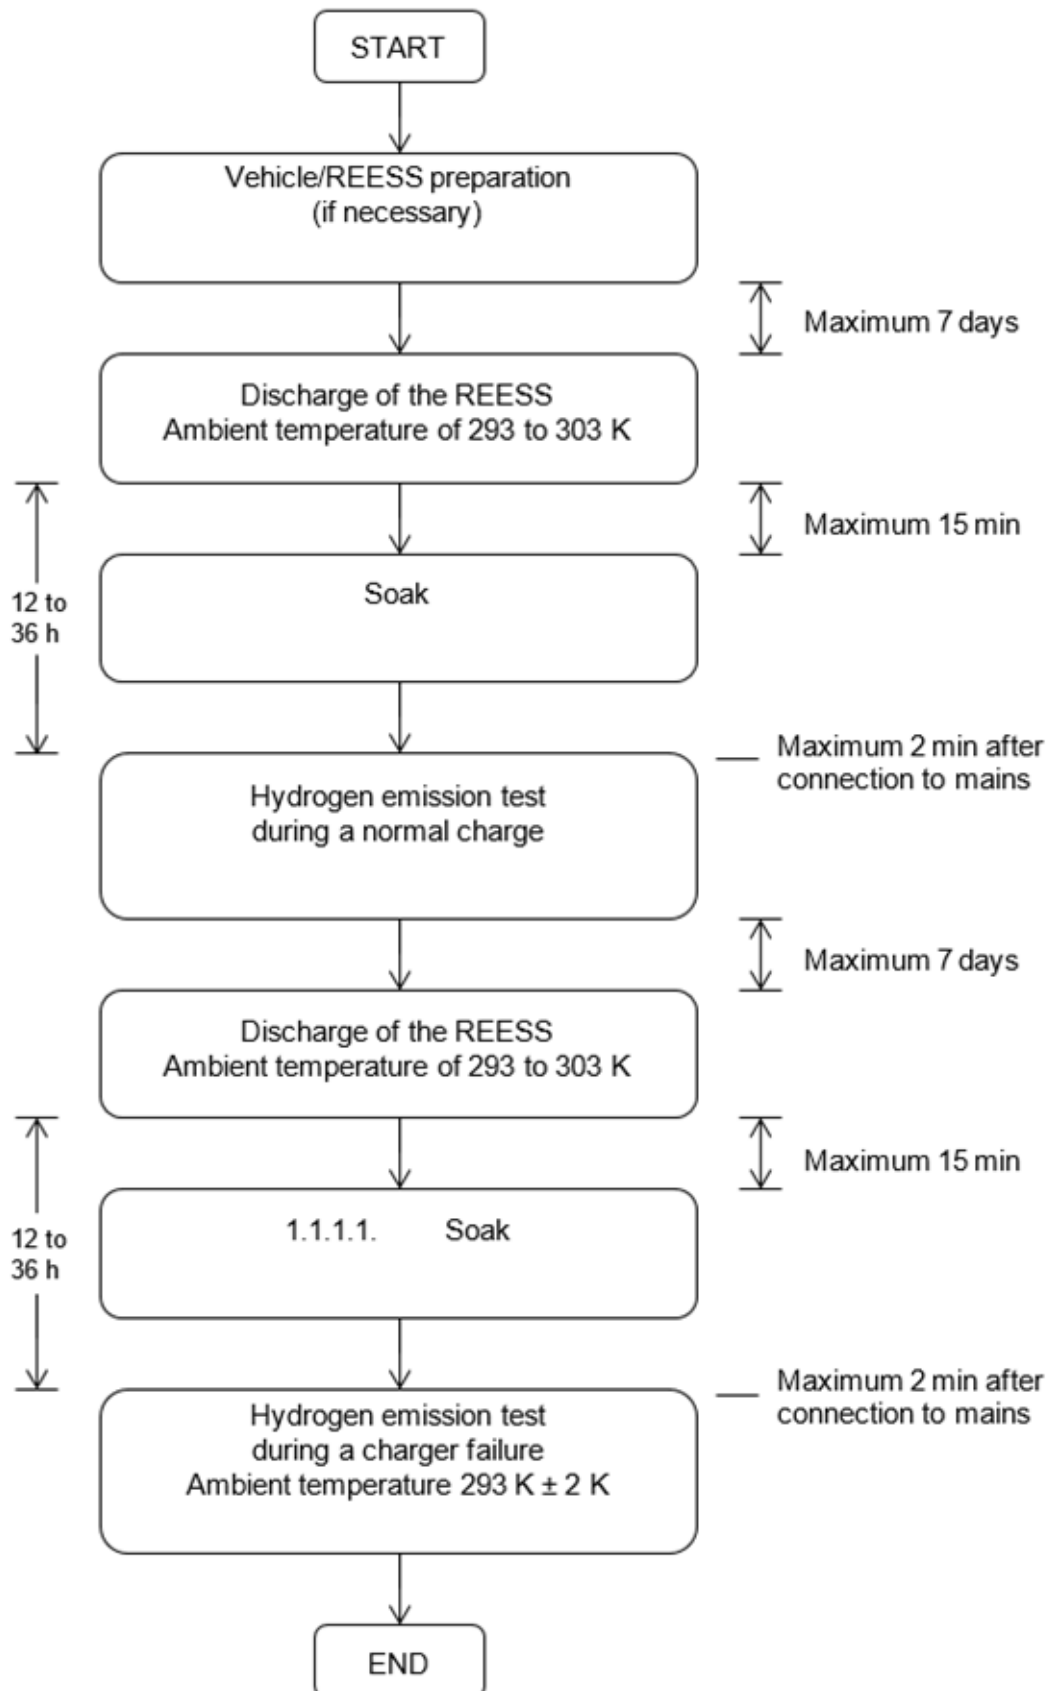 START
Vehicle/REESS preparation
(if necessary)
Maximum 7 days
Discharge of the REESS
Ambient temperature of 293 to 303 K
Maximum 15 min
Soak
12 to
36 h
Maximum 2 min after
connection to mains
Hydrogen emission test
during a normal charge
Maximum 7 days
Discharge of the REESS
Ambient temperature of 293 to 303 K
Maximum 15 min
1.1.1.1. Soak
12 to
36 h
Maximum 2 min after
connection to mains
Hydrogen emission test
during a charger failure
Ambient temperature 293 K ± 2 K
END